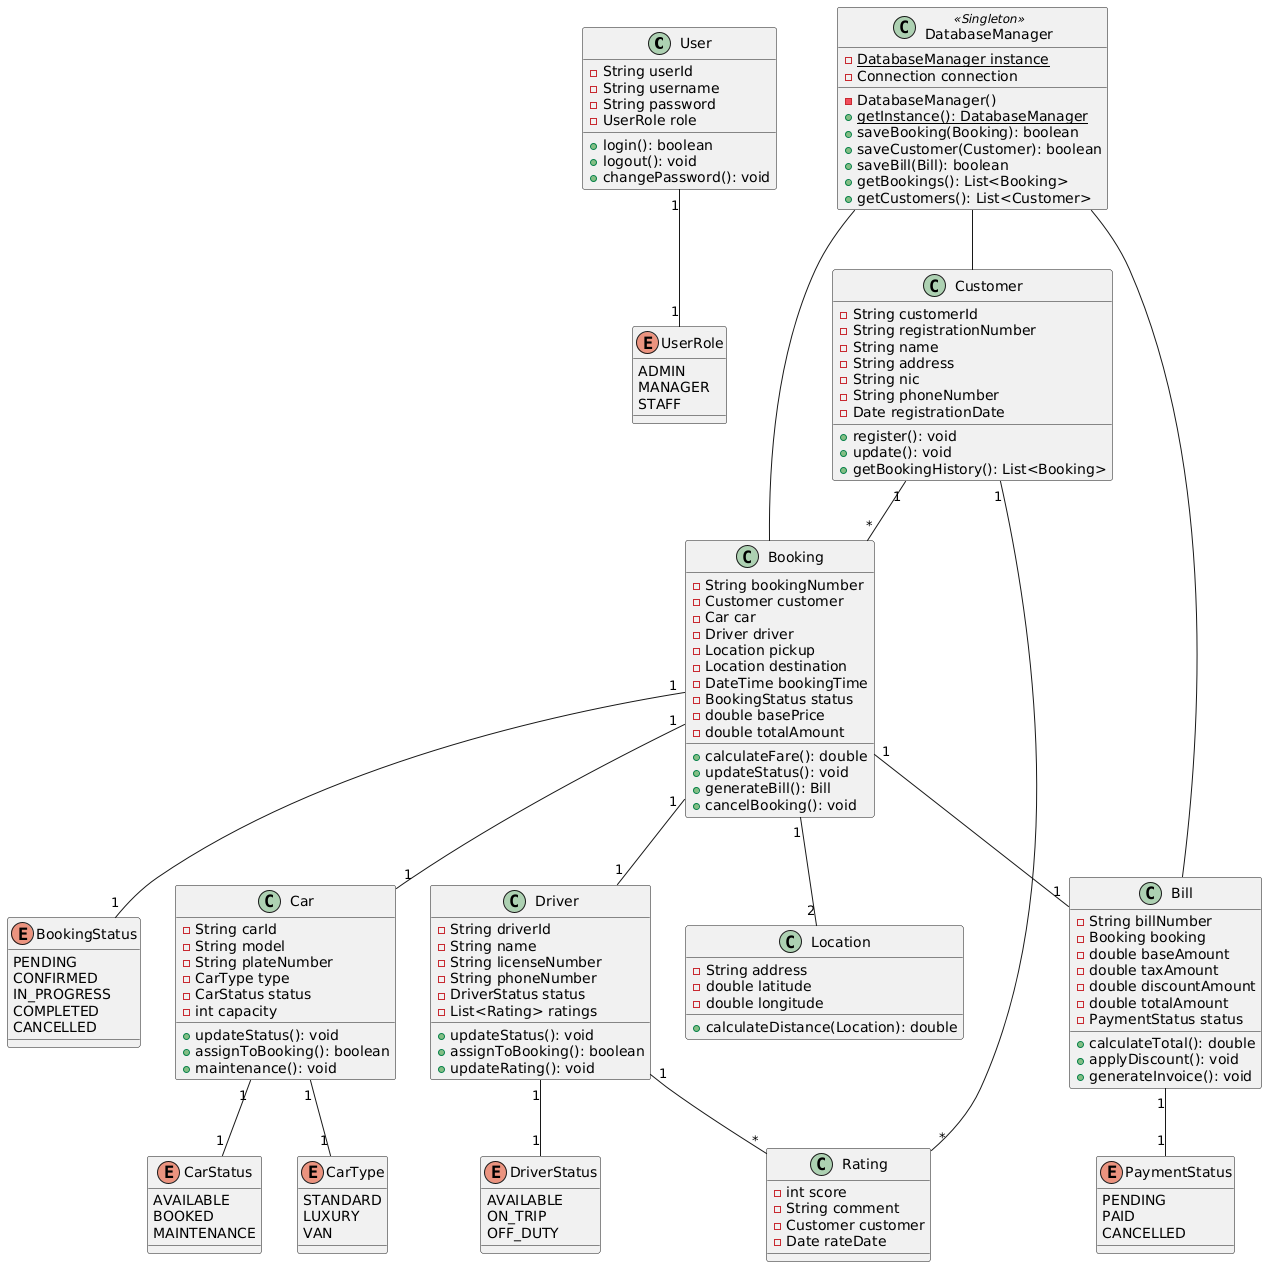 User
- String userId
- String username
- String password
- UserRole role
login(): boolean
logout(): void
changePassword(): void
«Singleton»
DatabaseManager
- DatabaseManager instance
- Connection connection
DatabaseManager()
getInstance(): DatabaseManager
saveBooking(Booking): boolean
saveCustomer(Customer): boolean
saveBill(Bill): boolean
getBookings(): List<Booking>
getCustomers(): List<Customer>
1
1
UserRole
ADMIN
MANAGER
STAFF
Customer
String customerId
String registrationNumber
String name
String address
String nic
String phoneNumber
Date registrationDate
register(): void
update(): void
getBookingHistory(): List<Booking>
1
1
*
Booking
String bookingNumber
Customer customer
Car car
Driver driver
Location pickup
Location destination
DateTime bookingTime
BookingStatus status
double basePrice
double totalAmount
calculateFare(): double
updateStatus(): void
generateBill(): Bill
cancelBooking(): void
1
1
1
1
1
1
1
1
2
1
BookingStatus
PENDING
CONFIRMED
IN_PROGRESS
COMPLETED
CANCELLED
Car
String carId
String model
String plateNumber
CarType type
CarStatus status
int capacity
updateStatus(): void
assignToBooking(): boolean
maintenance(): void
Driver
String driverId
String name
String licenseNumber
String phoneNumber
DriverStatus status
List<Rating> ratings
updateStatus(): void
assignToBooking(): boolean
updateRating(): void
Location
String address
double latitude
double longitude
calculateDistance(Location): double
Bill
String billNumber
Booking booking
double baseAmount
double taxAmount
double discountAmount
double totalAmount
PaymentStatus status
calculateTotal(): double
applyDiscount(): void
generateInvoice(): void
1
1
1
1
1
1
1
1
*
*
1
1
CarStatus
AVAILABLE
BOOKED
MAINTENANCE
CarType
STANDARD
LUXURY
VAN
DriverStatus
AVAILABLE
ON_TRIP
OFF_DUTY
Rating
int score
String comment
Customer customer
Date rateDate
PaymentStatus
PENDING
PAID
CANCELLED